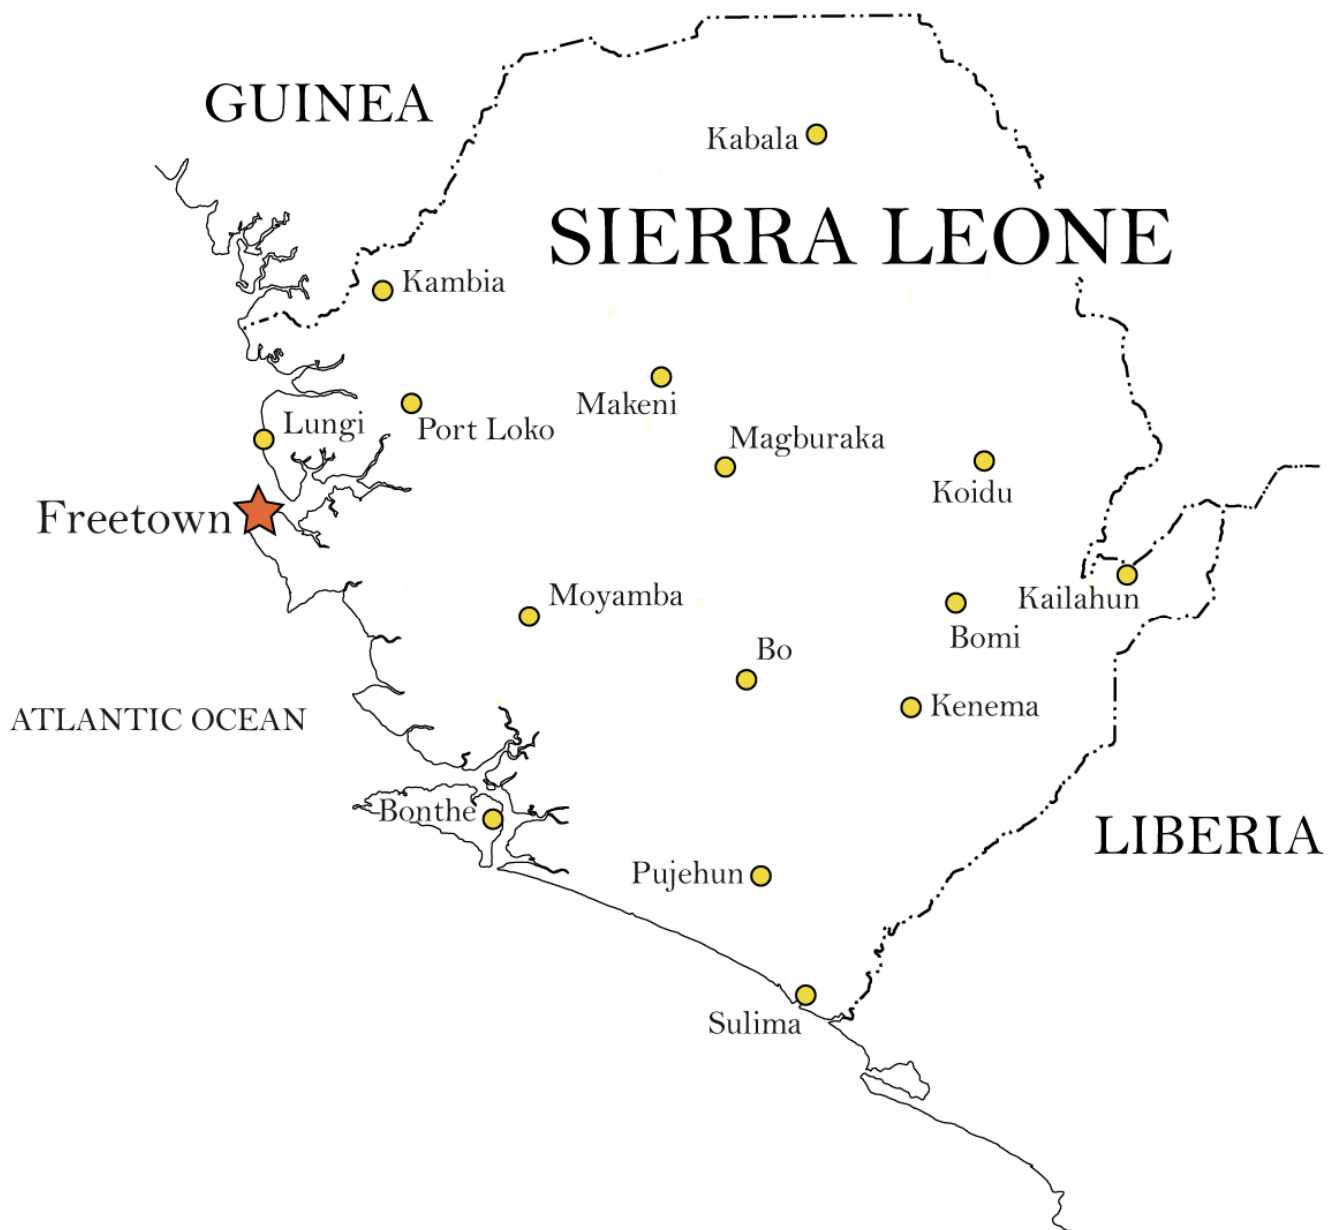 GUINEA
Kabala
SIERRA LEONE
Kambia
Makeni
Lungi
Port Loko
Magburaka
Koidu
Freetown
Kailahun
Moyamba
Bomi
Bo
Kenema
ATLANTIC OCEAN
Bonthe
LIBERIA
Pujehun
Sulima